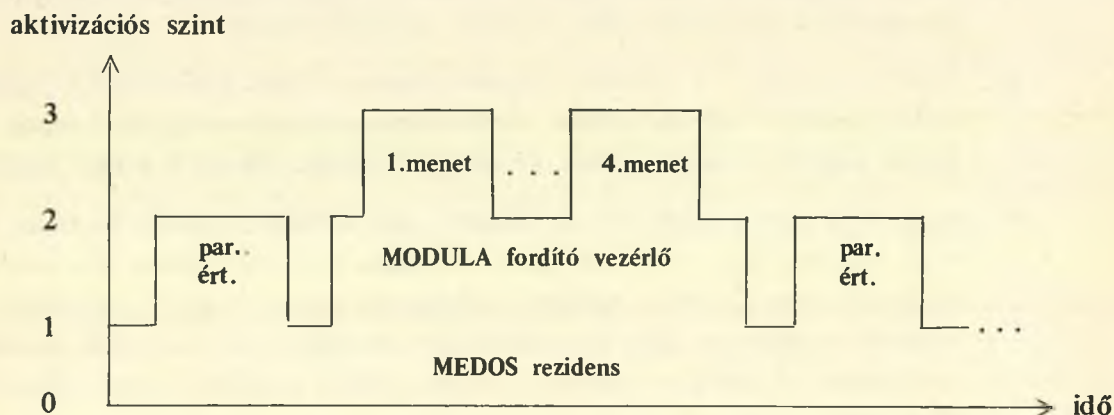 aktivizációs szint
3
1.menet . . . 4.menet
2
par.
ért.
MODULA fordító vezérlő
par.
ért.
1
. . .
MEDOS rezidens
0
idő